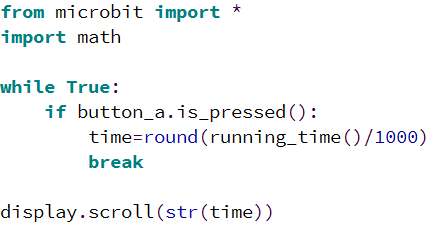 from microbit import *
import math

while True:
    if button_a.is_pressed():
        time=round(running_time()/1000)
        break

display.scroll(str(time))